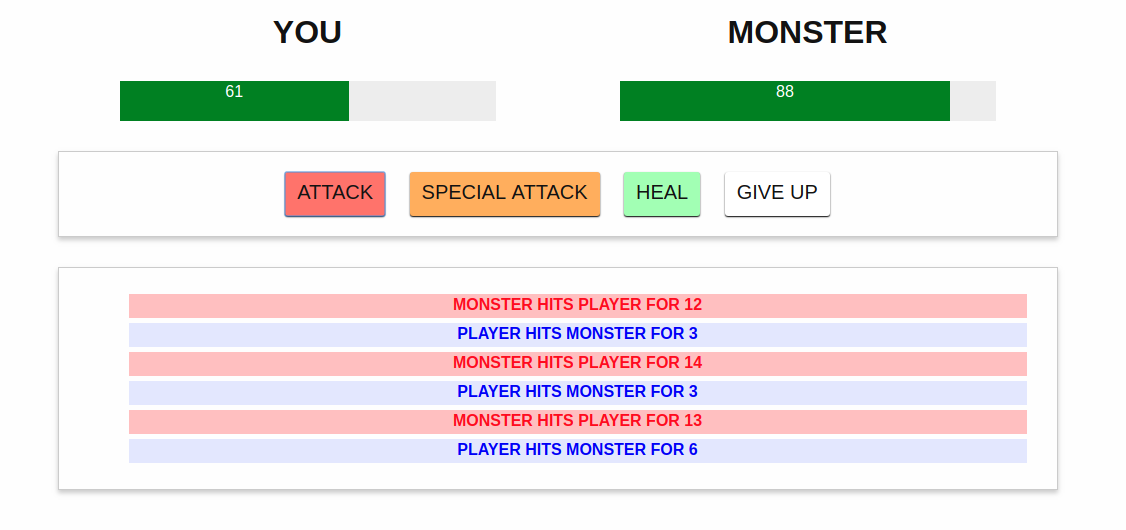 YOU MONSTER
61 88
ATTACK SPECIAL ATTACK HEAL GIVE UP
MONSTER HITS PLAYER FOR 12
PLAYER HITS MONSTER FOR 3
MONSTER HITS PLAYER FOR 14
PLAYER HITS MONSTER FOR 3
MONSTER HITS PLAYER FOR 13
PLAYER HITS MONSTER FOR 6